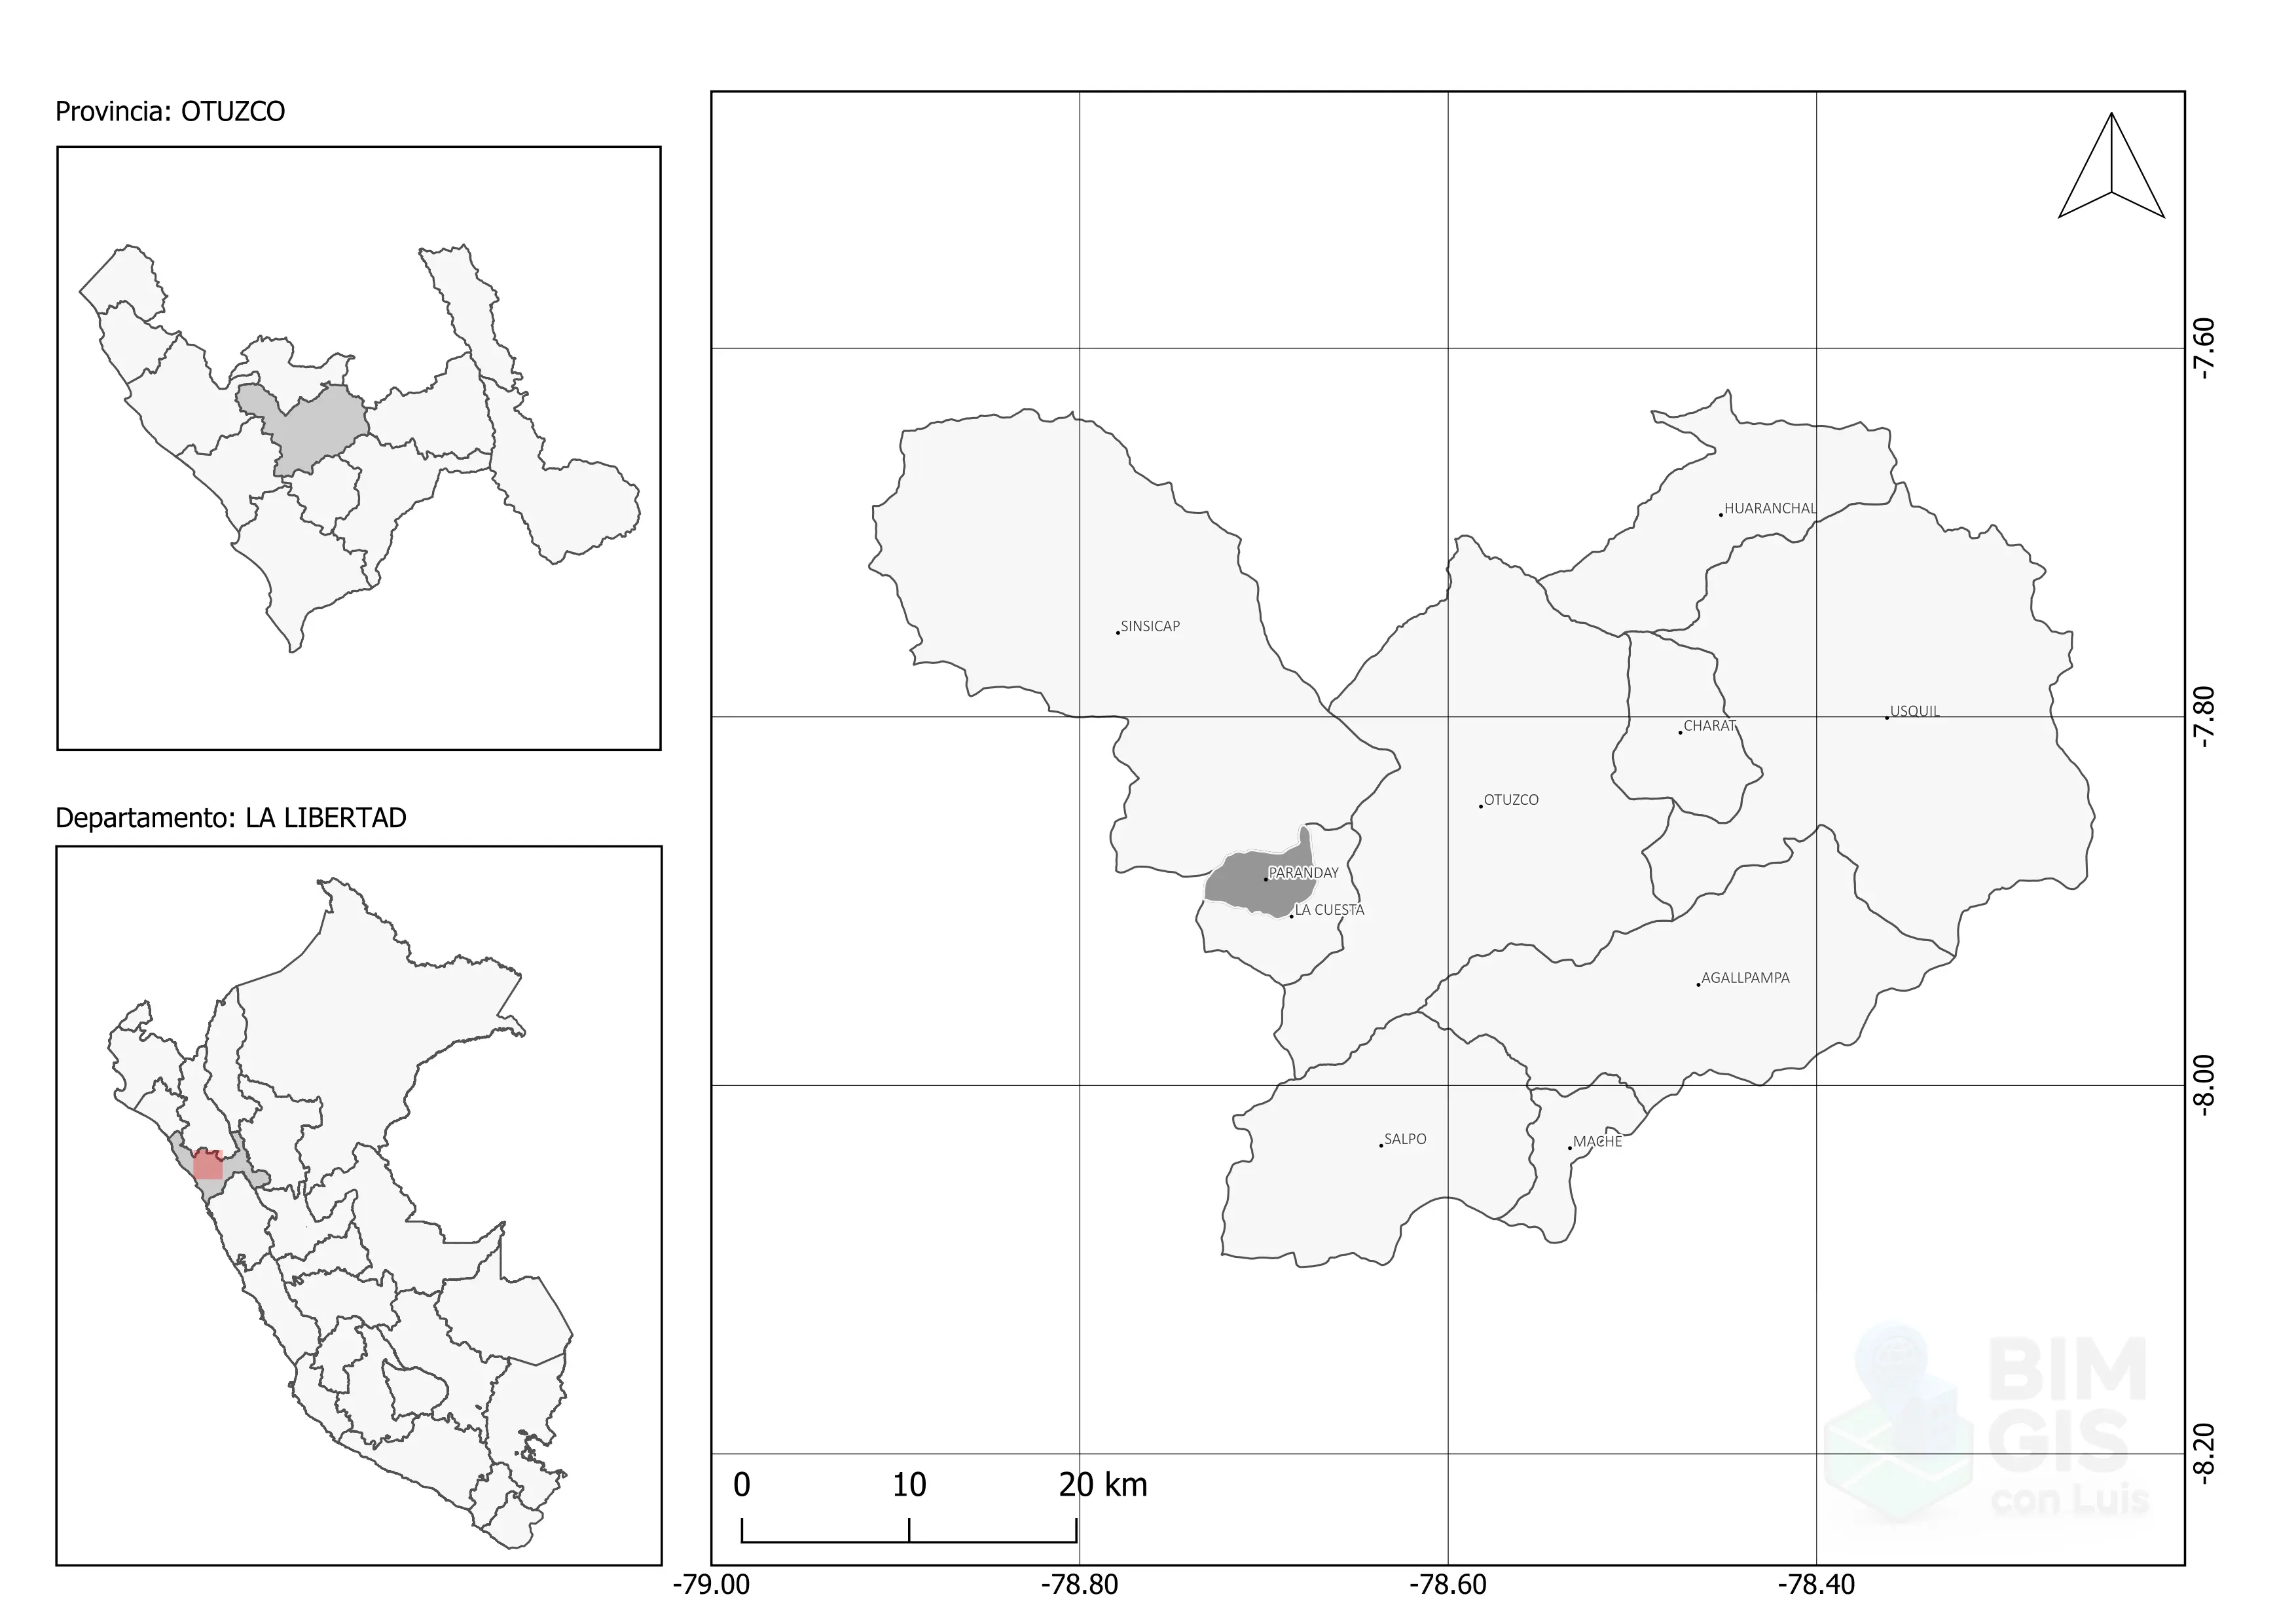 Provincia: OTUZCO
Departamento: LA LIBERTAD
HUARANCHAL
SINSICAP
USQUIL
CHARAT
OTUZCO
PARANDAY
LA CUESTA
AGALLPAMPA
SALPO
MACHE
-7.60
-7.80
-8.00
-8.20
BIM
GIS
con Luis
0 10 20 km
-79.00 -78.80 -78.60 -78.40